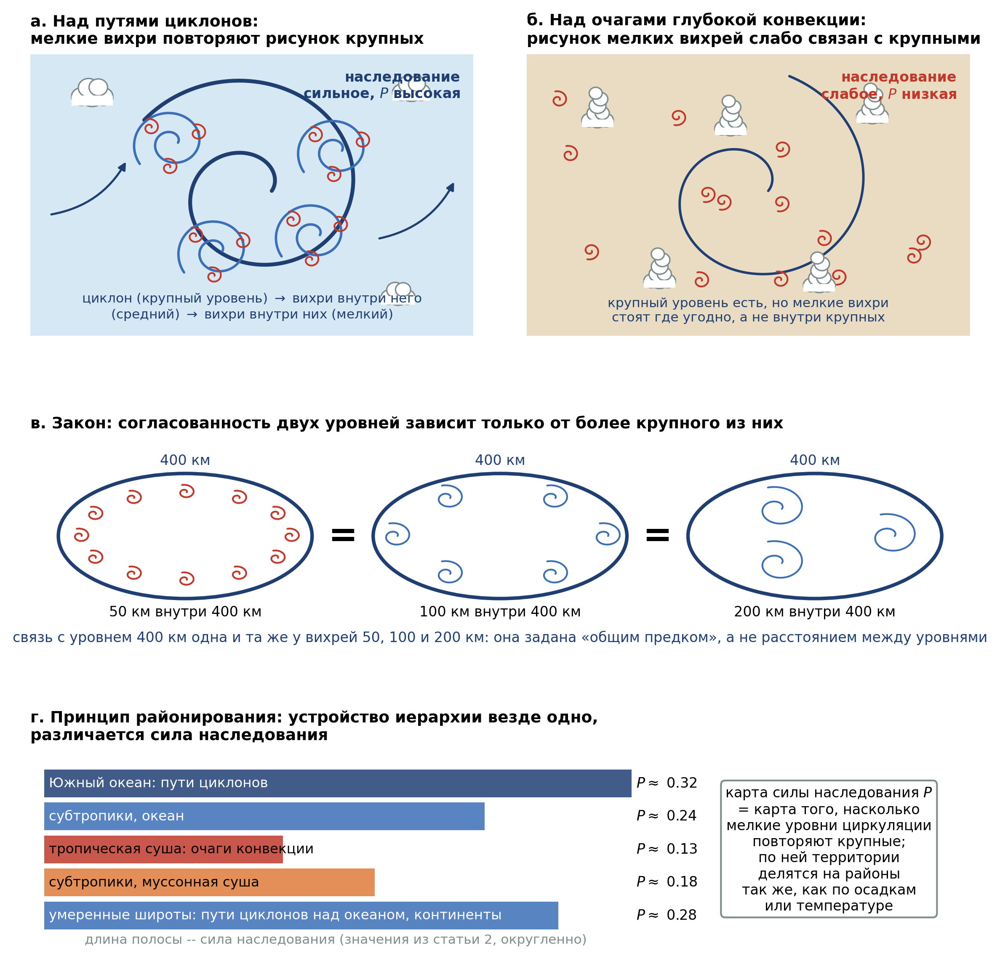 а. Над путями циклонов:
мелкие вихри повторяют рисунок крупных
наследование
сильное, P высокая
циклон (крупный уровень) → вихри внутри него
(средний) → вихри внутри них (мелкий)
б. Над очагами глубокой конвекции:
рисунок мелких вихрей слабо связан с крупными
наследование
слабое, P низкая
крупный уровень есть, но мелкие вихри
стоят где угодно, а не внутри крупных
в. Закон: согласованность двух уровней зависит только от более крупного из них
400 км
400 км
400 км
=
=
50 км внутри 400 км
100 км внутри 400 км
200 км внутри 400 км
связь с уровнем 400 км одна и та же у вихрей 50, 100 и 200 км: она задана «общим предком», а не расстоянием между уровнями
г. Принцип районирования: устройство иерархии везде одно,
различается сила наследования
Южный океан: пути циклонов
P ≈ 0.32
субтропики, океан
P ≈ 0.24
тропическая суша: очаги конвекции
P ≈ 0.13
субтропики, муссонная суша
P ≈ 0.18
умеренные широты: пути циклонов над океаном, континенты
P ≈ 0.28
длина полосы -- сила наследования (значения из статьи 2, округленно)
карта силы наследования P
= карта того, насколько
мелкие уровни циркуляции
повторяют крупные;
по ней территории
делятся на районы
так же, как по осадкам
или температуре